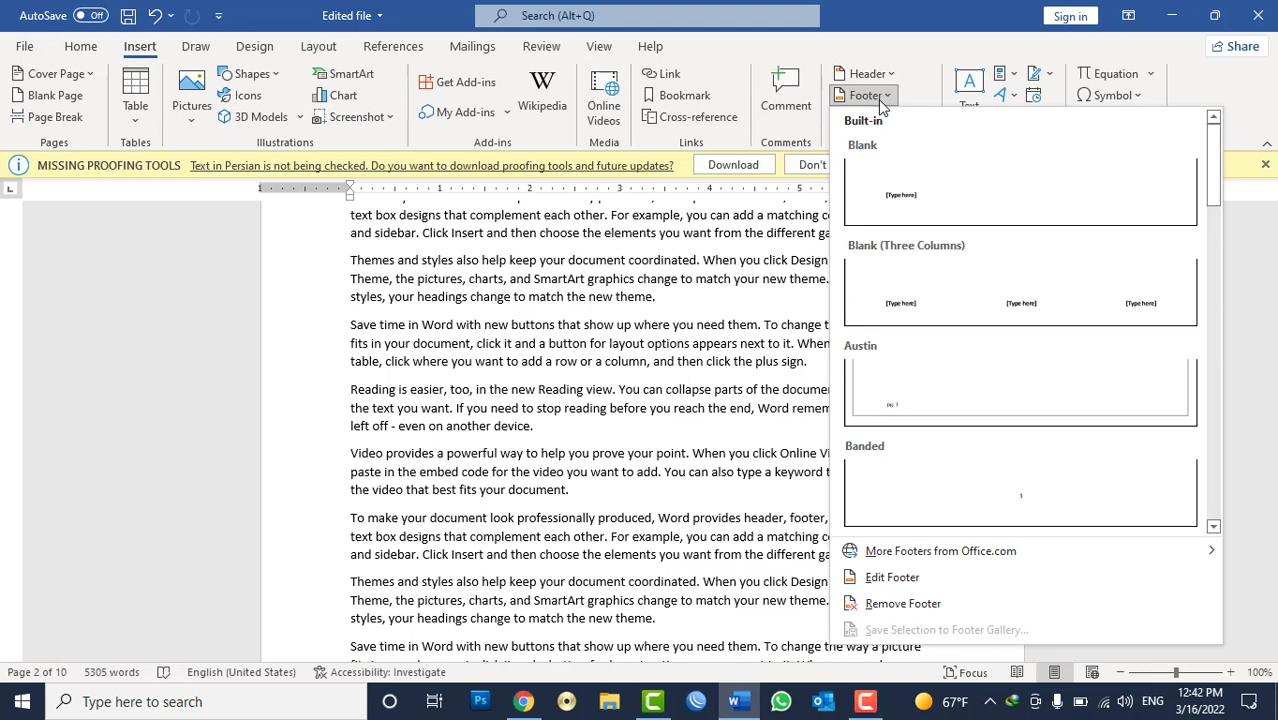 AutoSave Off Edited file Search (Alt+Q) Sign in
File Home Insert Draw Design Layout References Mailings Review View Help Share
Cover Page
Blank Page
Page Break
Table
Tables
Pictures
Shapes
Icons
3D Models
SmartArt
Chart
Screenshot
Illustrations
Get Add-ins
My Add-ins
Wikipedia
Add-ins
Online
Videos
Media
Link
Bookmark
Cross-reference
Links
Comment
Comments
Header
Footer
A
Text
Equation
Symbol
MISSING PROOFING TOOLS Text in Persian is not being checked. Do you want to download proofing tools and future updates? Download Don't
1 1 2 3 4 5
text box designs that complement each other. For example, you can add a matching c
and sidebar. Click Insert and then choose the elements you want from the different ga
Themes and styles also help keep your document coordinated. When you click Design
Theme, the pictures, charts, and SmartArt graphics change to match your new theme.
styles, your headings change to match the new theme.
Save time in Word with new buttons that show up where you need them. To change t
fits in your document, click it and a button for layout options appears next to it. When
table, click where you want to add a row or a column, and then click the plus sign.
Reading is easier, too, in the new Reading view. You can collapse parts of the docume
the text you want. If you need to stop reading before you reach the end, Word remem
left off - even on another device.
Video provides a powerful way to help you prove your point. When you click Online Vi
paste in the embed code for the video you want to add. You can also type a keyword t
the video that best fits your document.
To make your document look professionally produced, Word provides header, footer,
text box designs that complement each other. For example, you can add a matching co
and sidebar. Click Insert and then choose the elements you want from the different ga
Themes and styles also help keep your document coordinated. When you click Design
Theme, the pictures, charts, and SmartArt graphics change to match your new theme.
styles, your headings change to match the new theme.
Save time in Word with new buttons that show up where you need them. To change the way a picture
Built-in
Blank
[Type here]
Blank (Three Columns)
[Type here] [Type here] [Type here]
Austin
PG 1
Banded
1
More Footers from Office.com
Edit Footer
Remove Footer
Save Selection to Footer Gallery...
Page 2 of 10 5305 words English (United States) Accessibility: Investigate Focus 100%
Type here to search Ps W 67°F ENG 12:42 PM
3/16/2022